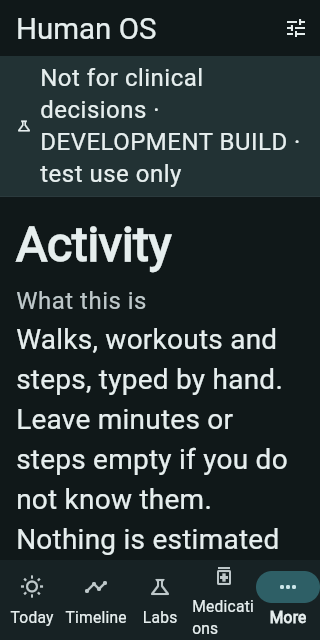 Human OS
Not for clinical
decisions ·
DEVELOPMENT BUILD ·
test use only
Activity
What this is
Walks, workouts and
steps, typed by hand.
Leave minutes or
steps empty if you do
not know them.
Nothing is estimated
Today
Timeline
Labs
Medicati
ons
More